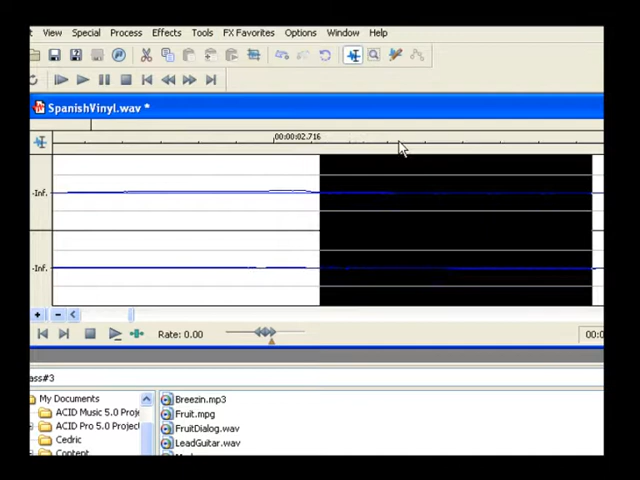 View Special Process Effects Tools FX Favorites Options Window Help
SpanishVinyl.wav *
00:00:02.716
-Inf.
-Inf.
Rate: 0.00
00:0
ass#3
My Documents
ACID Music 5.0 Proje
ACID Pro 5.0 Project
Cedric
Content
Breezin.mp3
Fruit.mpg
FruitDialog.wav
LeadGuitar.wav